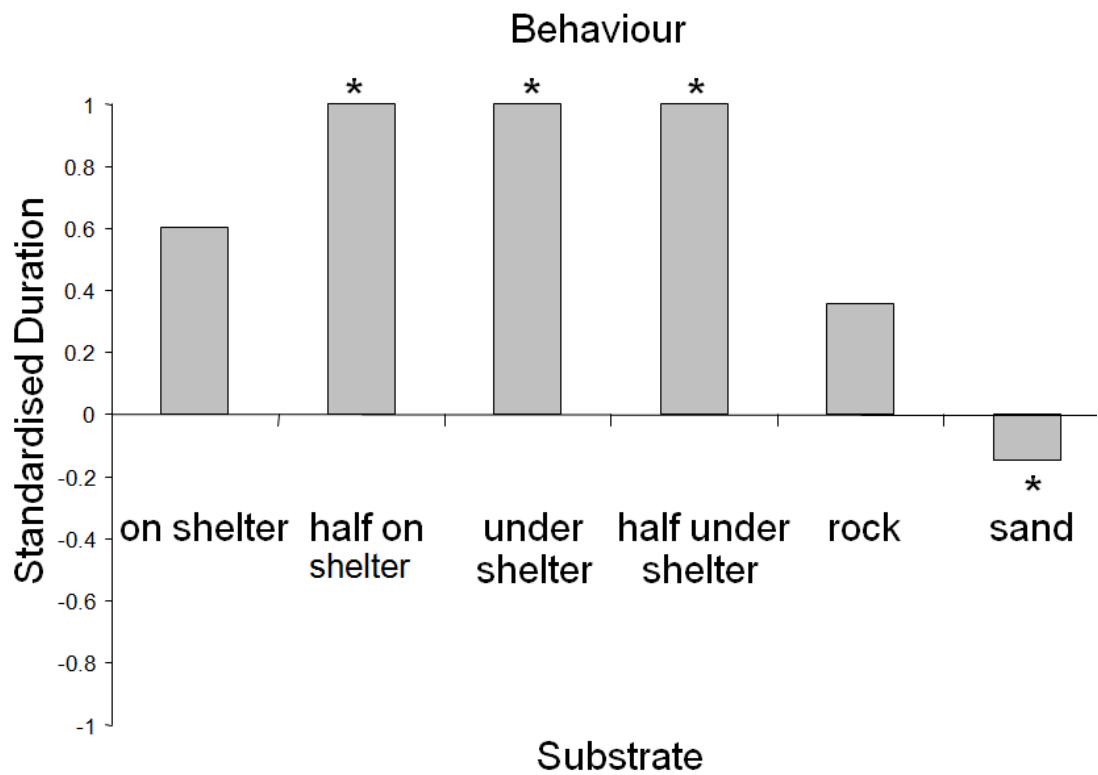 Behaviour
* * *
1
0.8
0.6
0.4
0.2
0
-0.2
-0.4
-0.6
-0.8
-1
Standardised Duration
*
on shelter half on under half under rock sand
shelter shelter shelter
Substrate